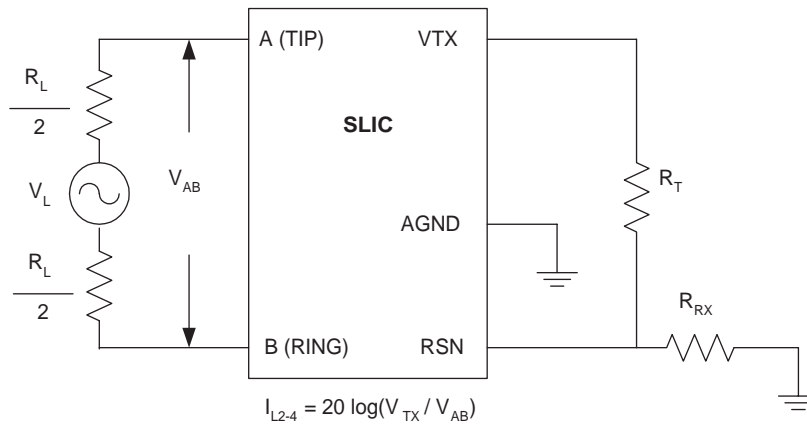 A (TIP)
VTX
R_L
2
SLIC
V_L
V_AB
R_T
AGND
R_L
2
R_RX
B (RING)
RSN
I_L2-4 = 20 log(V_TX / V_AB)